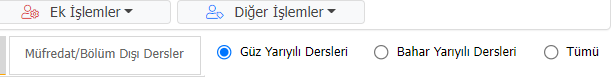 Ek İşlemler Diğer İşlemler
Müfredat/Bölüm Dışı Dersler Güz Yarıyılı Dersleri Bahar Yarıyılı Dersleri Tümü